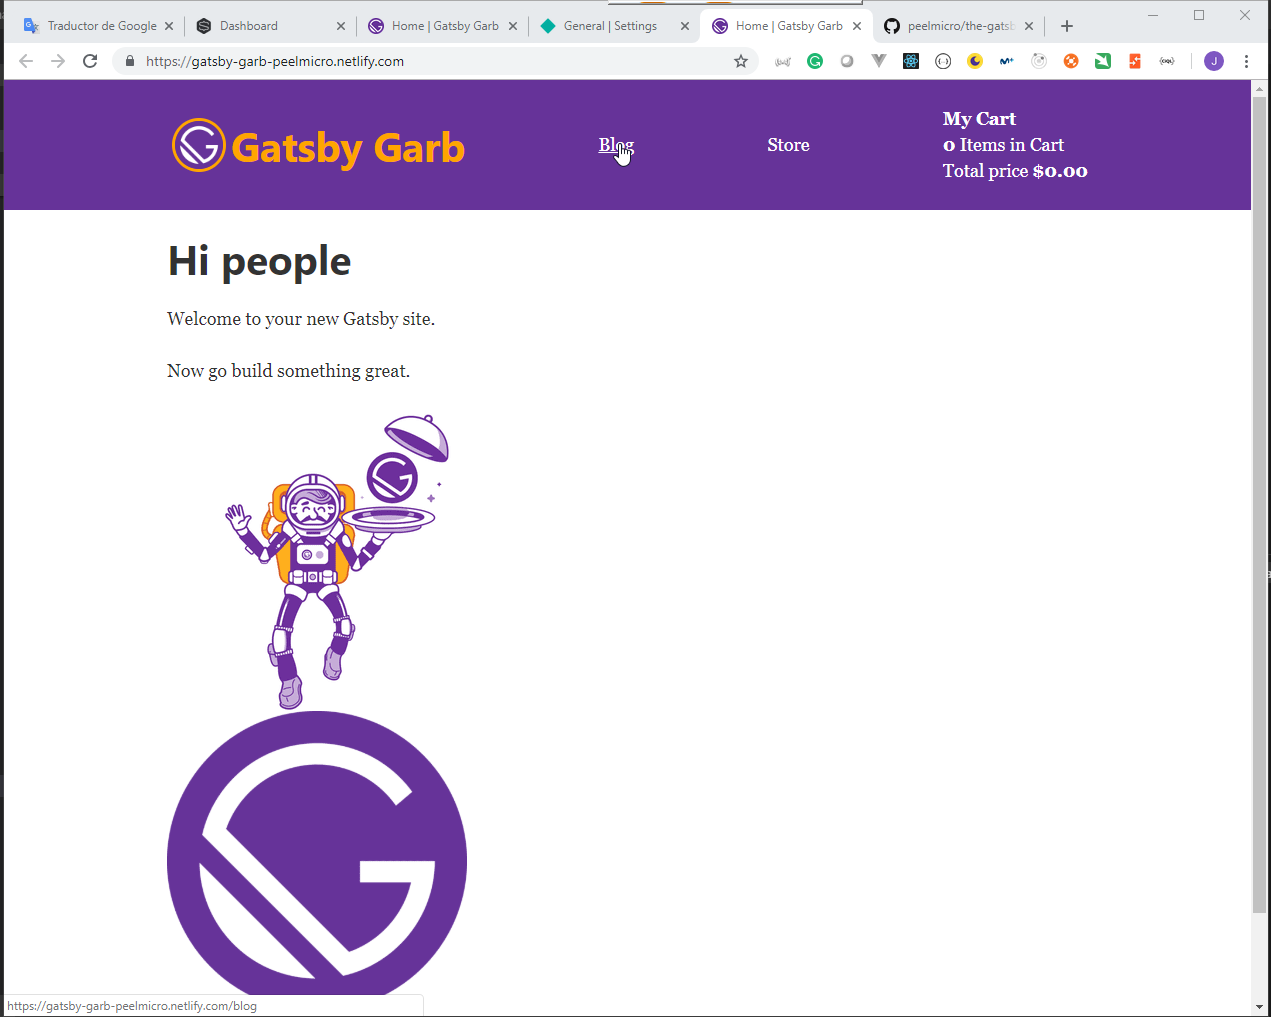 Traductor de Google
Dashboard
Home | Gatsby Garb
General | Settings
Home | Gatsby Garb
peelmicro/the-gatsb
https://gatsby-garb-peelmicro.netlify.com
J
Gatsby Garb
Blog
Store
My Cart
0 Items in Cart
Total price $0.00
Hi people
Welcome to your new Gatsby site.
Now go build something great.
https://gatsby-garb-peelmicro.netlify.com/blog